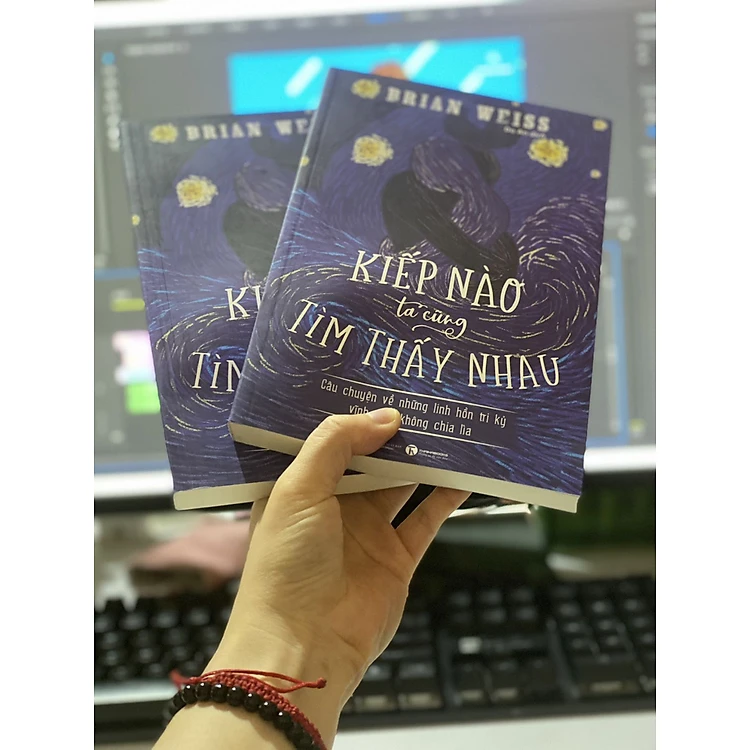 BRIAN WEISS
KIẾP NÀO
ta cũng
TÌM THẤY NHAU
Câu chuyện về những linh hồn tri kỷ
không chia lìa
BRIAN
TÌ